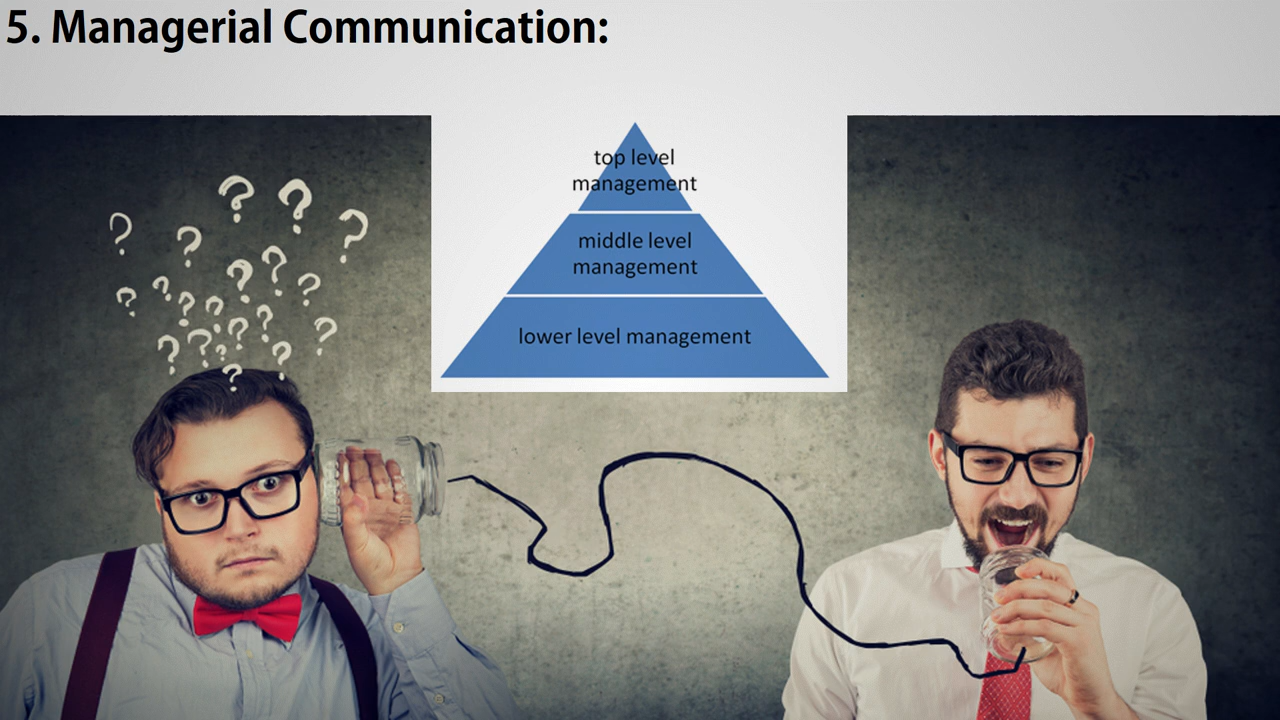 5. Managerial Communication:
top level
management
middle level
management
lower level management